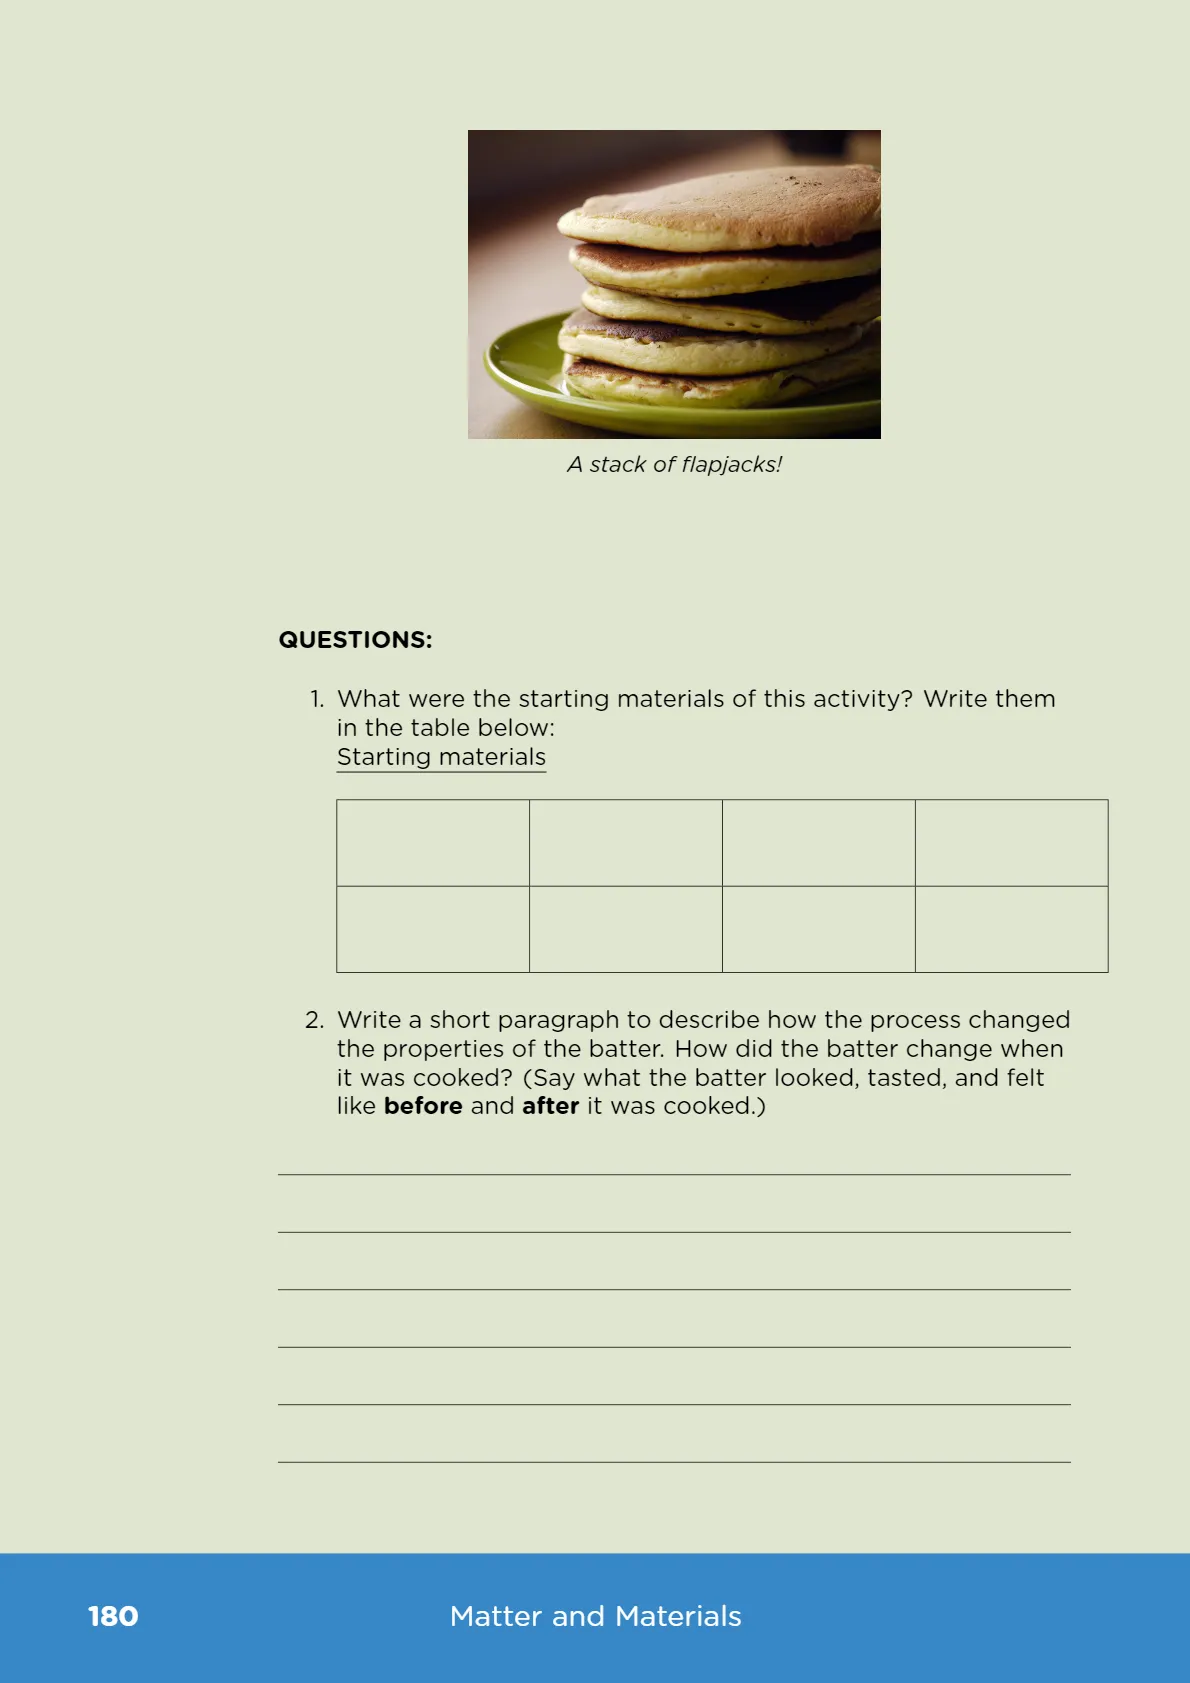 A stack of flapjacks!
QUESTIONS:
1. What were the starting materials of this activity? Write them
in the table below:
Starting materials
2. Write a short paragraph to describe how the process changed
the properties of the batter. How did the batter change when
it was cooked? (Say what the batter looked, tasted, and felt
like before and after it was cooked.)
180 Matter and Materials